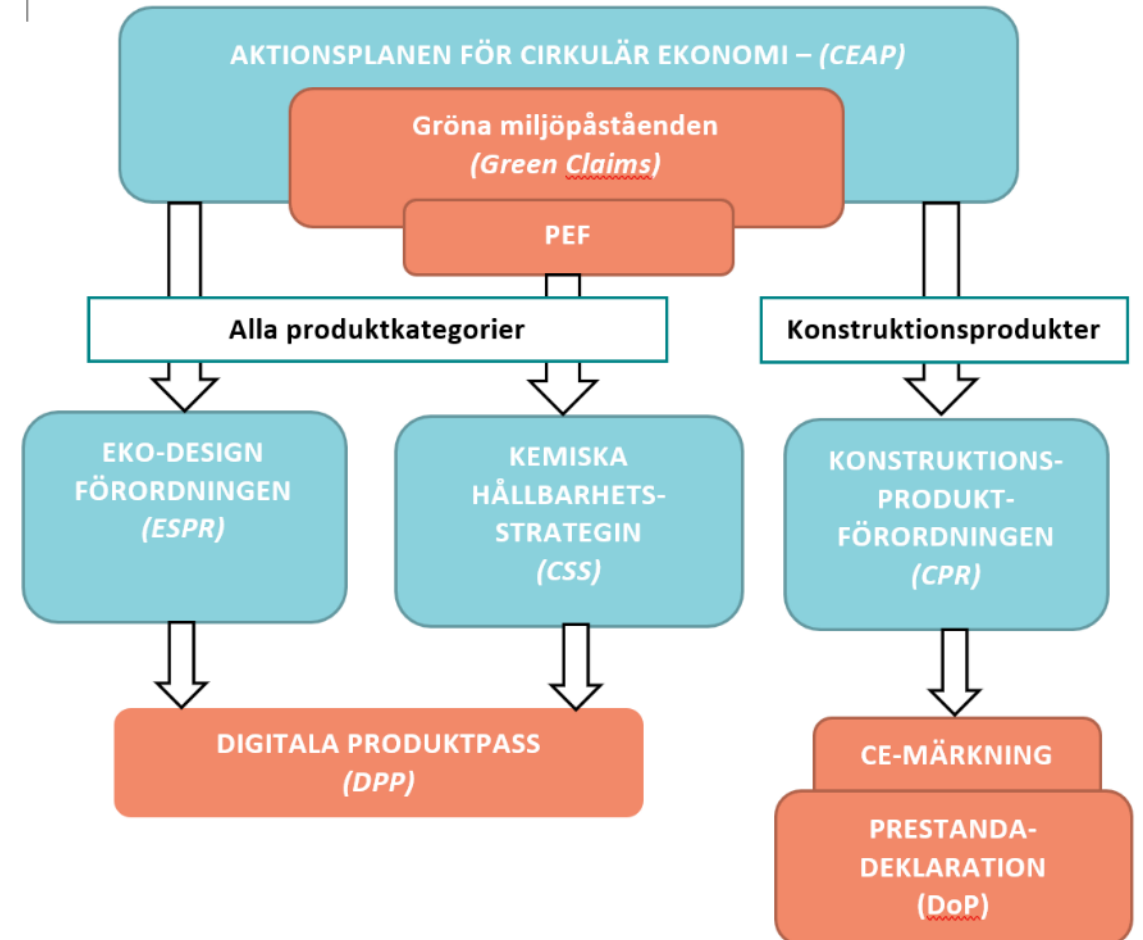 AKTIONSPLANEN FÖR CIRKULÄR EKONOMI – (CEAP)
Gröna miljöpåståenden
(Green Claims)
PEF
Alla produktkategorier
Konstruktionsprodukter
EKO-DESIGN
FÖRORDNINGEN
(ESPR)
KEMISKA
HÅLLBARHETS-
STRATEGIN
(CSS)
KONSTRUKTIONS-
PRODUKT-
FÖRORDNINGEN
(CPR)
DIGITALA PRODUKTPASS
(DPP)
CE-MÄRKNING
PRESTANDA-
DEKLARATION
(DoP)